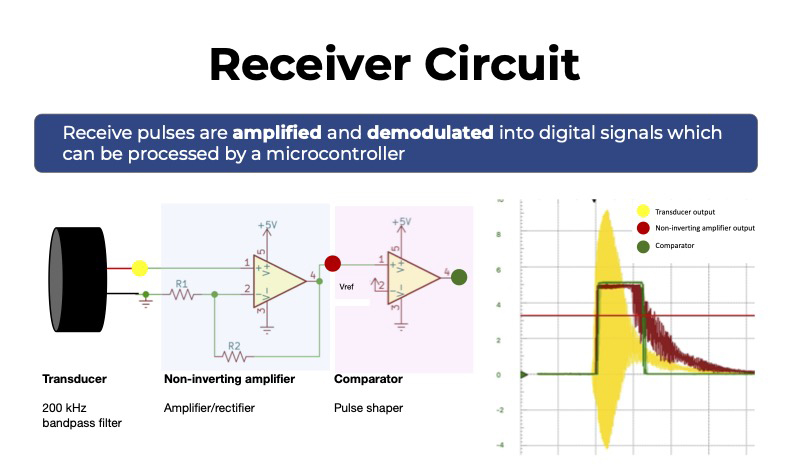 Receiver Circuit
Receive pulses are amplified and demodulated into digital signals which
can be processed by a microcontroller
Transducer output
Non-inverting amplifier output
Comparator
8
6
4
2
0
-2
-4
+5V
5
V+
1
+
2
-
V-
3
4
R1
R2
+5V
5
V+
1
+
2
-
V-
3
4
Vref
Transducer
200 kHz
bandpass filter
Non-inverting amplifier
Amplifier/rectifier
Comparator
Pulse shaper